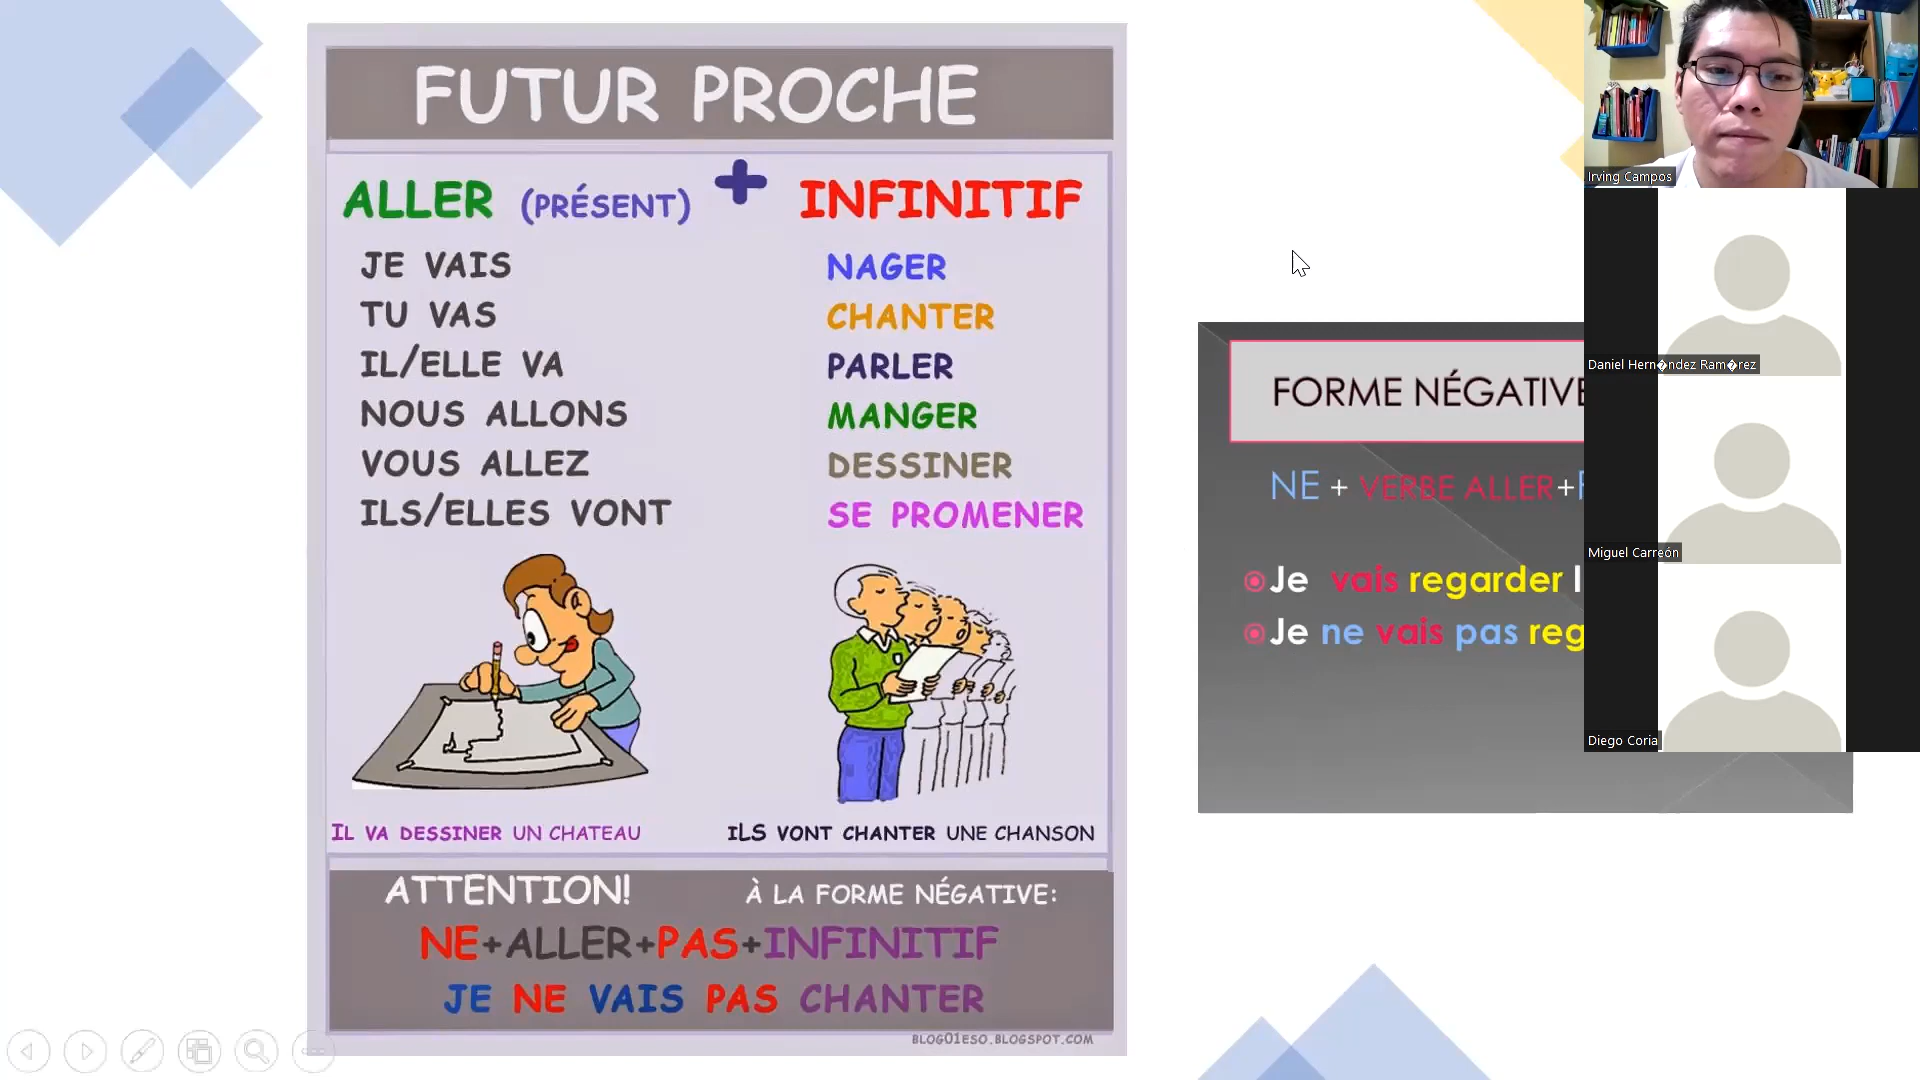 FUTUR PROCHE
ALLER (PRÉSENT) + INFINITIF
JE VAIS NAGER
TU VAS CHANTER
IL/ELLE VA PARLER
NOUS ALLONS MANGER
VOUS ALLEZ DESSINER
ILS/ELLES VONT SE PROMENER
IL VA DESSINER UN CHATEAU
iLS VONT CHANTER UNE CHANSON
ATTENTION! À LA FORME NÉGATIVE:
NE+ALLER+PAS+INFINITIF
JE NE VAIS PAS CHANTER
BLOG01ESO.BLOGSPOT.COM
FORME NÉGATIVE
NE + VERBE ALLER+
Je vais regarder
Je ne vais pas
Irving Campos
Daniel Hern�ndez Ram�rez
Miguel Carreón
Diego Coria